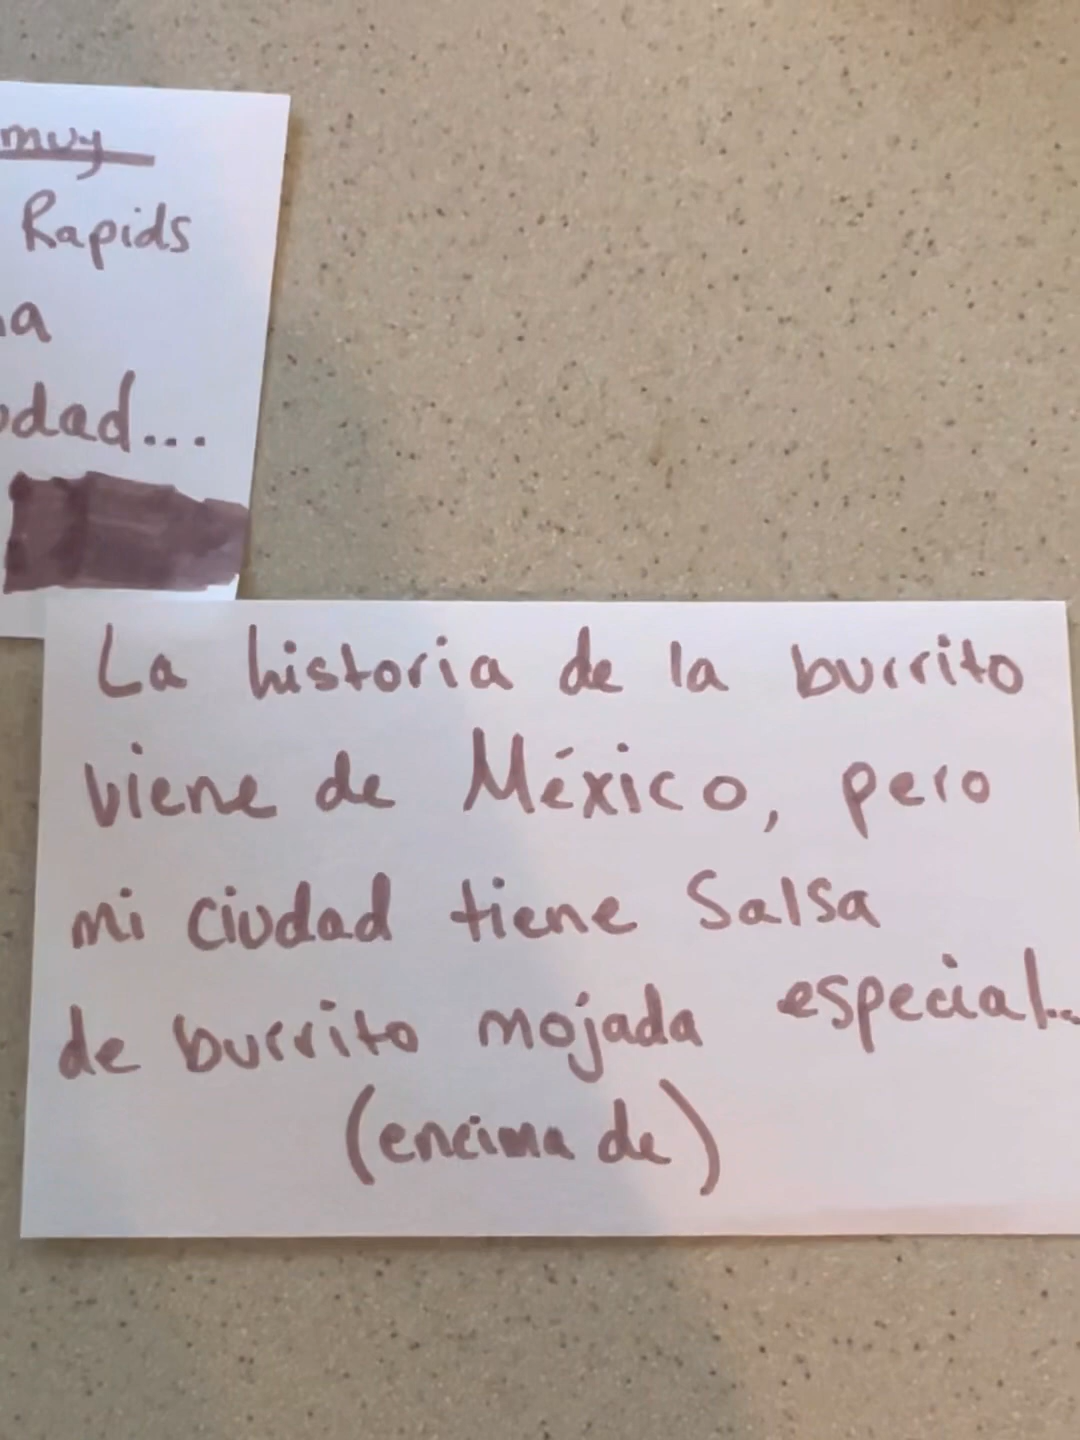 muy
Rapids
dad...
La historia de la burrito
viene de México, pero
mi ciudad tiene Salsa
de burrito mojada especial...
(encima de)